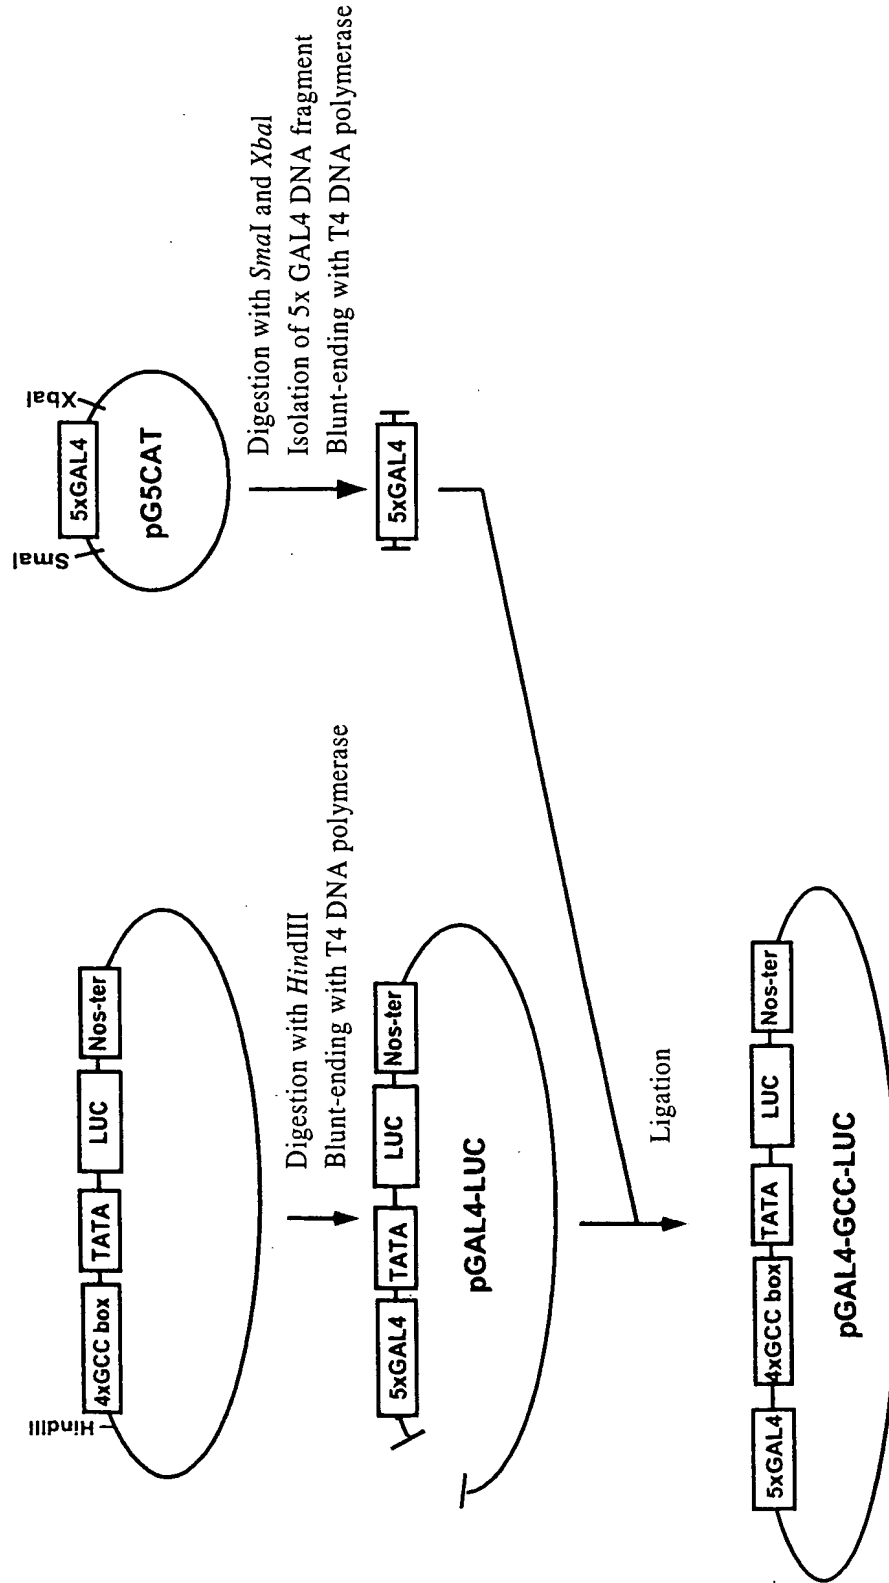 HindIII
4xGCC box
TATA
LUC
Nos-ter
Digestion with HindIII
Blunt-ending with T4 DNA polymerase
5xGAL4
TATA
LUC
Nos-ter
pGAL4-LUC
SmaI
5xGAL4
XbaI
pG5CAT
Digestion with SmaI and XbaI
Isolation of 5x GAL4 DNA fragment
Blunt-ending with T4 DNA polymerase
5xGAL4
Ligation
5xGAL4
4xGCC box
TATA
LUC
Nos-ter
pGAL4-GCC-LUC